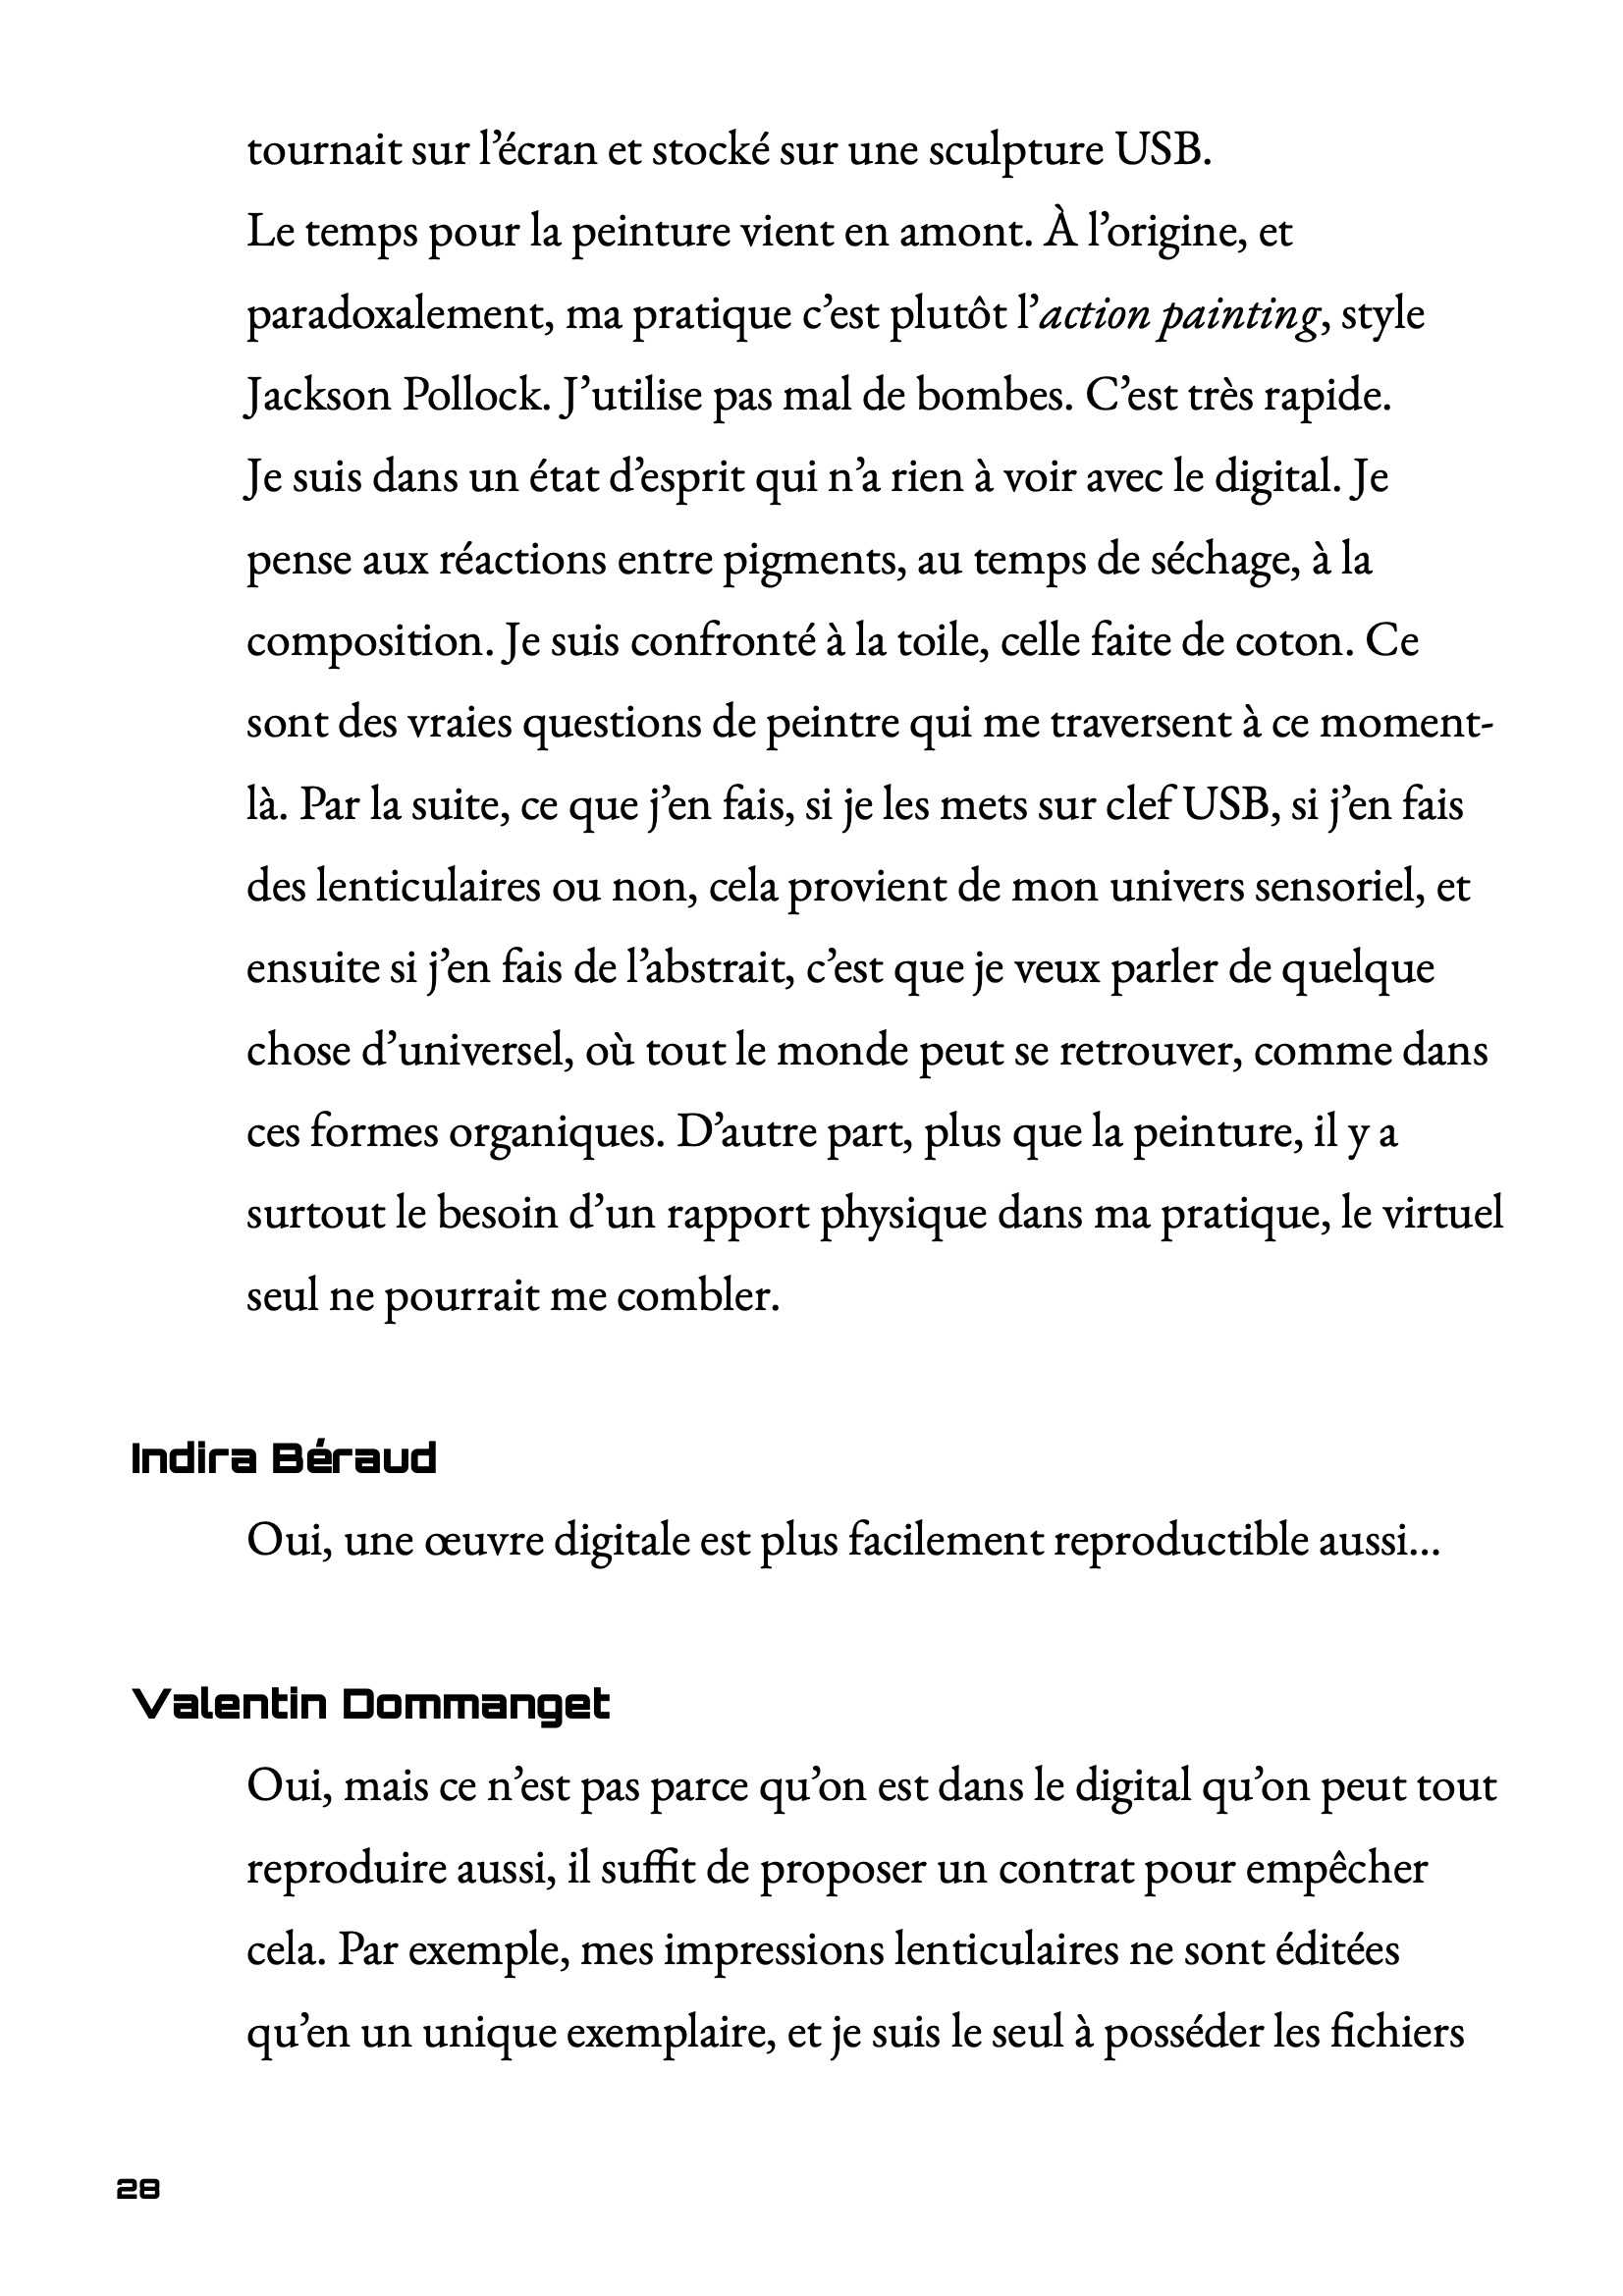 tournait sur l’écran et stocké sur une sculpture USB.
Le temps pour la peinture vient en amont. À l’origine, et
paradoxalement, ma pratique c’est plutôt l’action painting, style
Jackson Pollock. J’utilise pas mal de bombes. C’est très rapide.
Je suis dans un état d’esprit qui n’a rien à voir avec le digital. Je
pense aux réactions entre pigments, au temps de séchage, à la
composition. Je suis confronté à la toile, celle faite de coton. Ce
sont des vraies questions de peintre qui me traversent à ce moment-
là. Par la suite, ce que j’en fais, si je les mets sur clef USB, si j’en fais
des lenticulaires ou non, cela provient de mon univers sensoriel, et
ensuite si j’en fais de l’abstrait, c’est que je veux parler de quelque
chose d’universel, où tout le monde peut se retrouver, comme dans
ces formes organiques. D’autre part, plus que la peinture, il y a
surtout le besoin d’un rapport physique dans ma pratique, le virtuel
seul ne pourrait me combler.
Indira Béraud
Oui, une œuvre digitale est plus facilement reproductible aussi...
Valentin Dommanget
Oui, mais ce n’est pas parce qu’on est dans le digital qu’on peut tout
reproduire aussi, il suffit de proposer un contrat pour empêcher
cela. Par exemple, mes impressions lenticulaires ne sont éditées
qu’en un unique exemplaire, et je suis le seul à posséder les fichiers
28